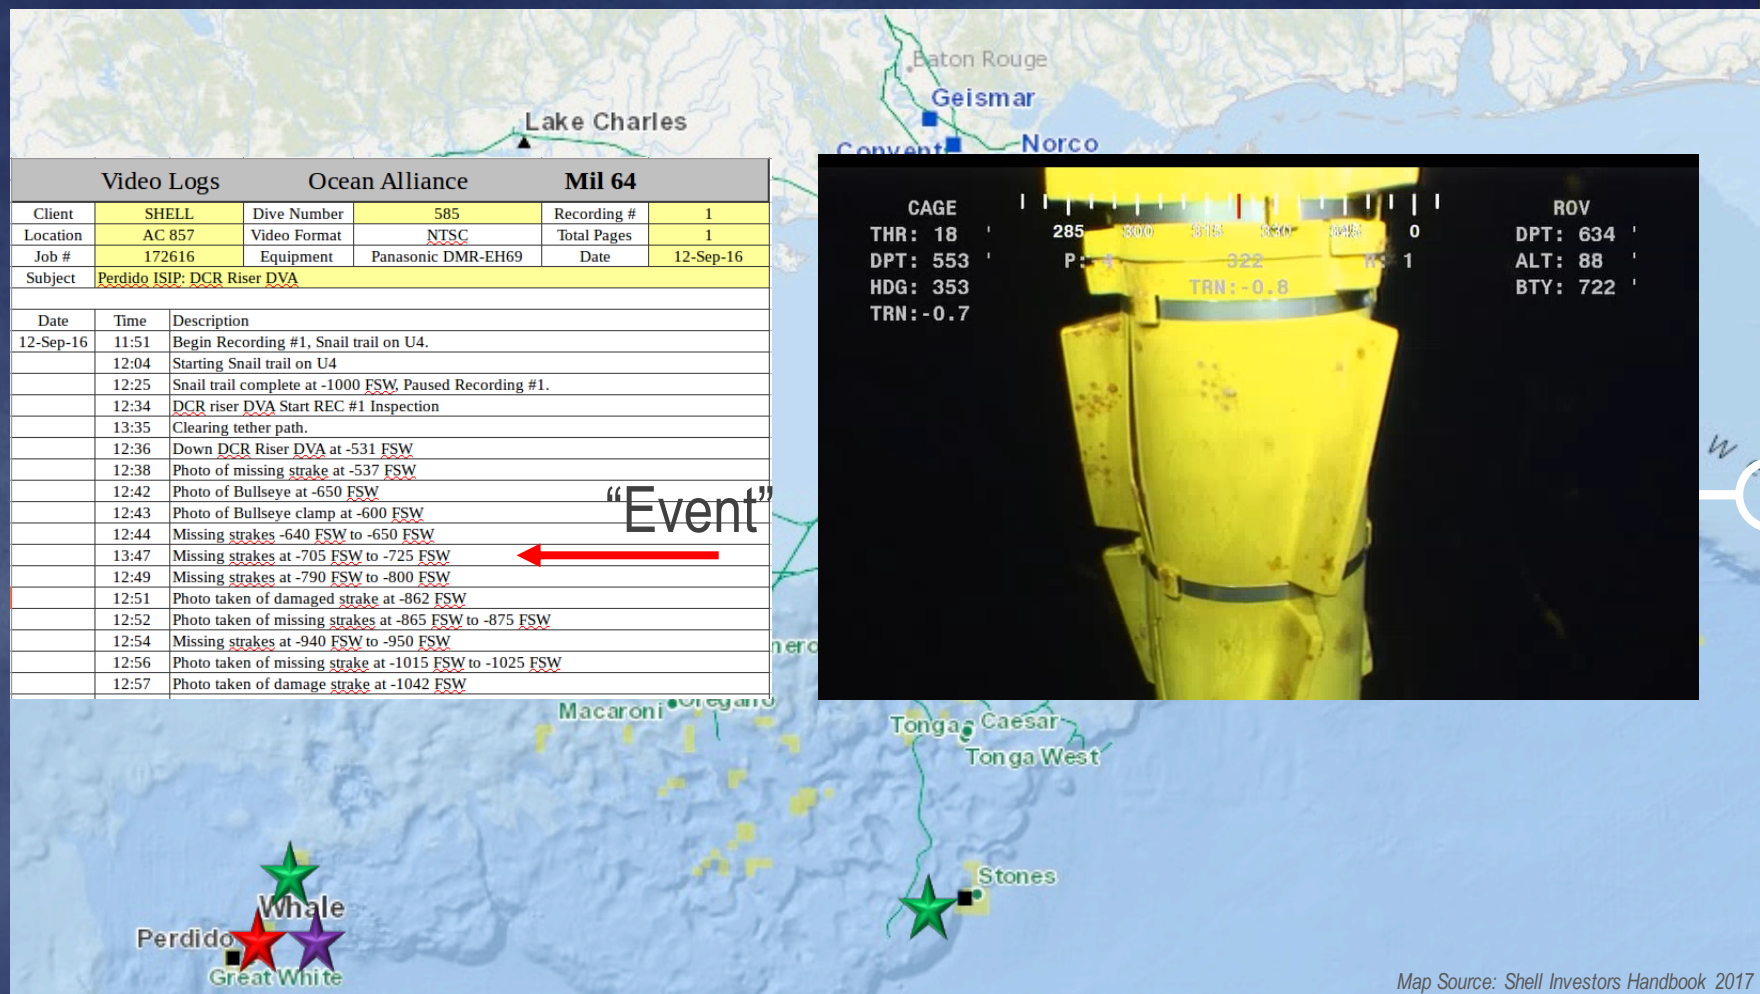 Baton Rouge
Geismar
Lake Charles
Convent
Norco
Video Logs Ocean Alliance Mil 64
Client SHELL Dive Number 585 Recording # 1
Location AC 857 Video Format NTSC Total Pages 1
Job # 172616 Equipment Panasonic DMR-EH69 Date 12-Sep-16
Subject Perdido ISIP: DCR Riser DVA
Date Time Description
12-Sep-16 11:51 Begin Recording #1, Snail trail on U4.
12:04 Starting Snail trail on U4
12:25 Snail trail complete at -1000 FSW, Paused Recording #1.
12:34 DCR riser DVA Start REC #1 Inspection
13:35 Clearing tether path.
12:36 Down DCR Riser DVA at -531 FSW
12:38 Photo of missing strake at -537 FSW
12:42 Photo of Bullseye at -650 FSW
12:43 Photo of Bullseye clamp at -600 FSW
12:44 Missing strakes -640 FSW to -650 FSW
13:47 Missing strakes at -705 FSW to -725 FSW
12:49 Missing strakes at -790 FSW to -800 FSW
12:51 Photo taken of damaged strake at -862 FSW
12:52 Photo taken of missing strakes at -865 FSW to -875 FSW
12:54 Missing strakes at -940 FSW to -950 FSW
12:56 Photo taken of missing strake at -1015 FSW to -1025 FSW
12:57 Photo taken of damage strake at -1042 FSW
“Event”
CAGE
THR: 18 '
DPT: 553 '
HDG: 353
TRN:-0.7
285 300 315 330 345 0
P: 4 322 R: 1
TRN:-0.8
ROV
DPT: 634 '
ALT: 88 '
BTY: 722 '
W
nero
Macaroni
Oregano
Tonga
Caesar
Tonga West
Stones
Whale
Perdido
Great White
Map Source: Shell Investors Handbook 2017